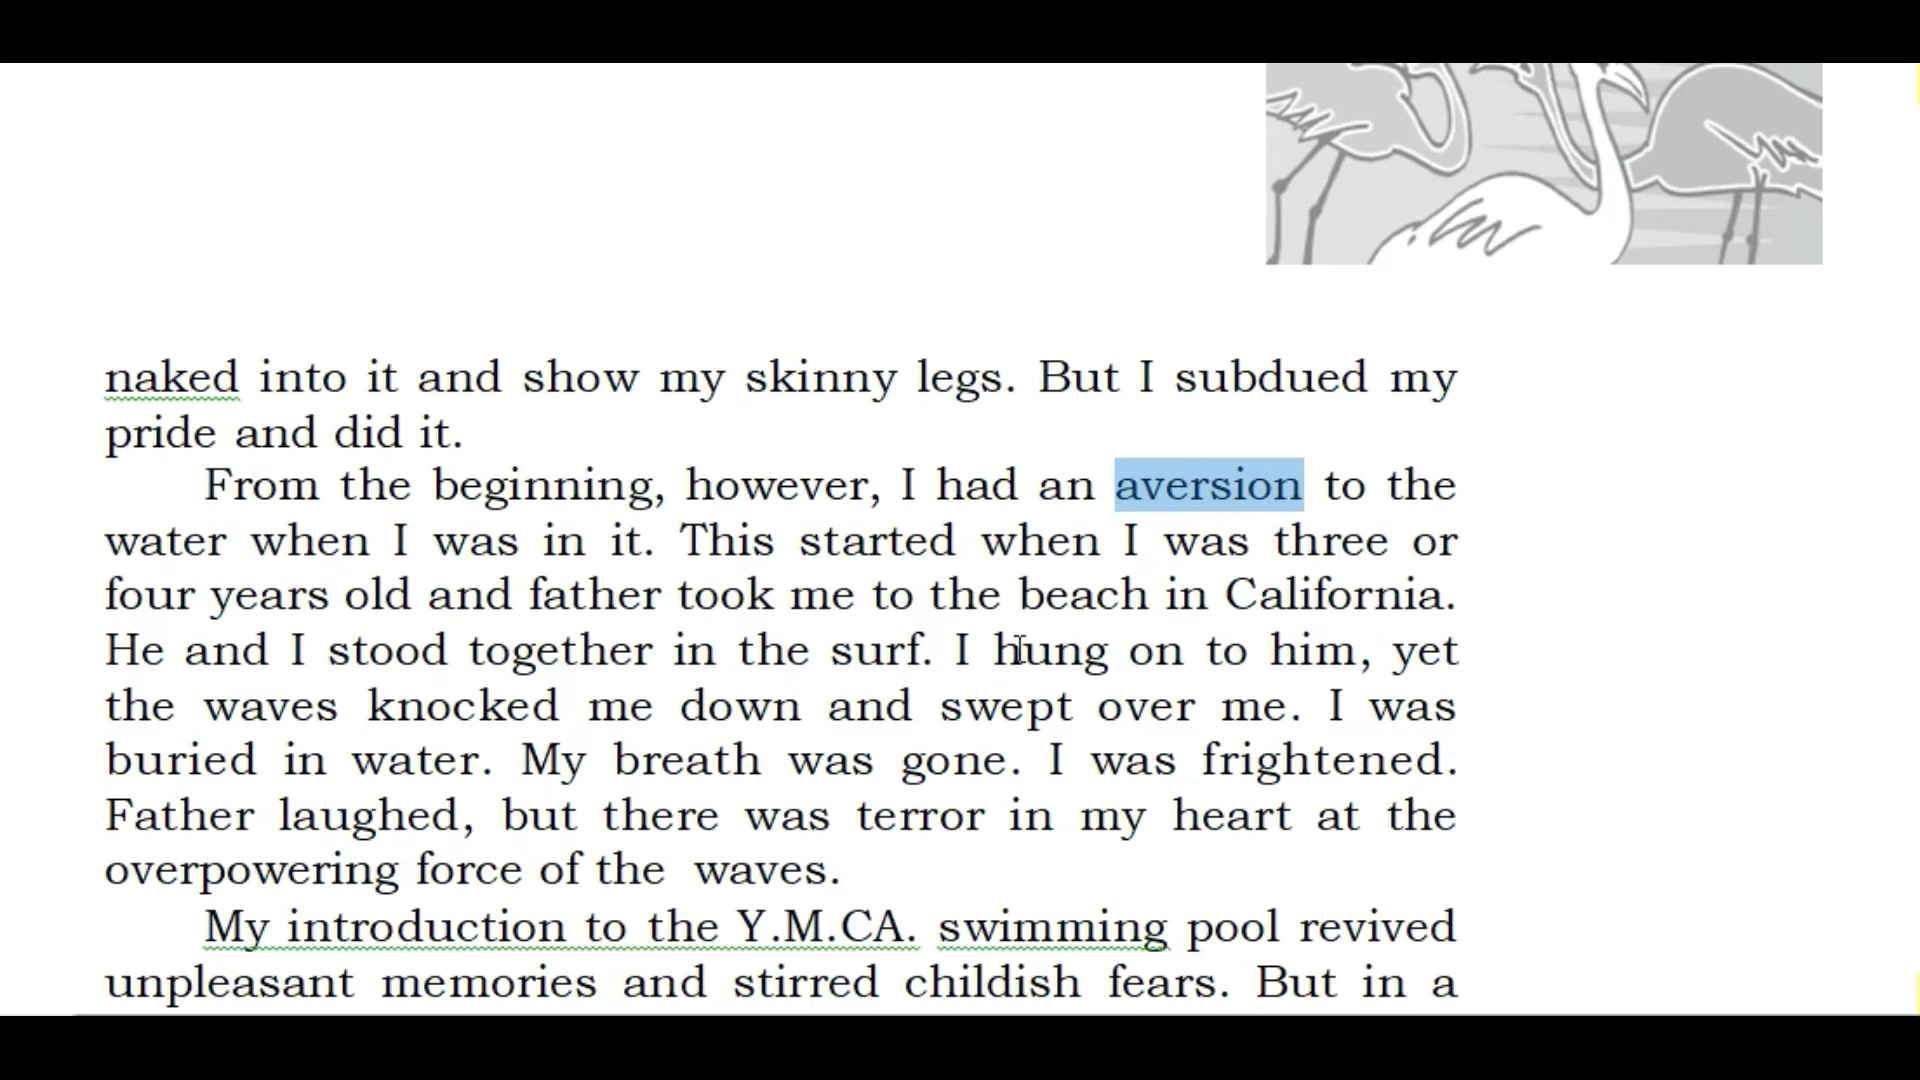 naked into it and show my skinny legs. But I subdued my
pride and did it.
From the beginning, however, I had an aversion to the
water when I was in it. This started when I was three or
four years old and father took me to the beach in California.
He and I stood together in the surf. I hung on to him, yet
the waves knocked me down and swept over me. I was
buried in water. My breath was gone. I was frightened.
Father laughed, but there was terror in my heart at the
overpowering force of the waves.
My introduction to the Y.M.CA. swimming pool revived
unpleasant memories and stirred childish fears. But in a